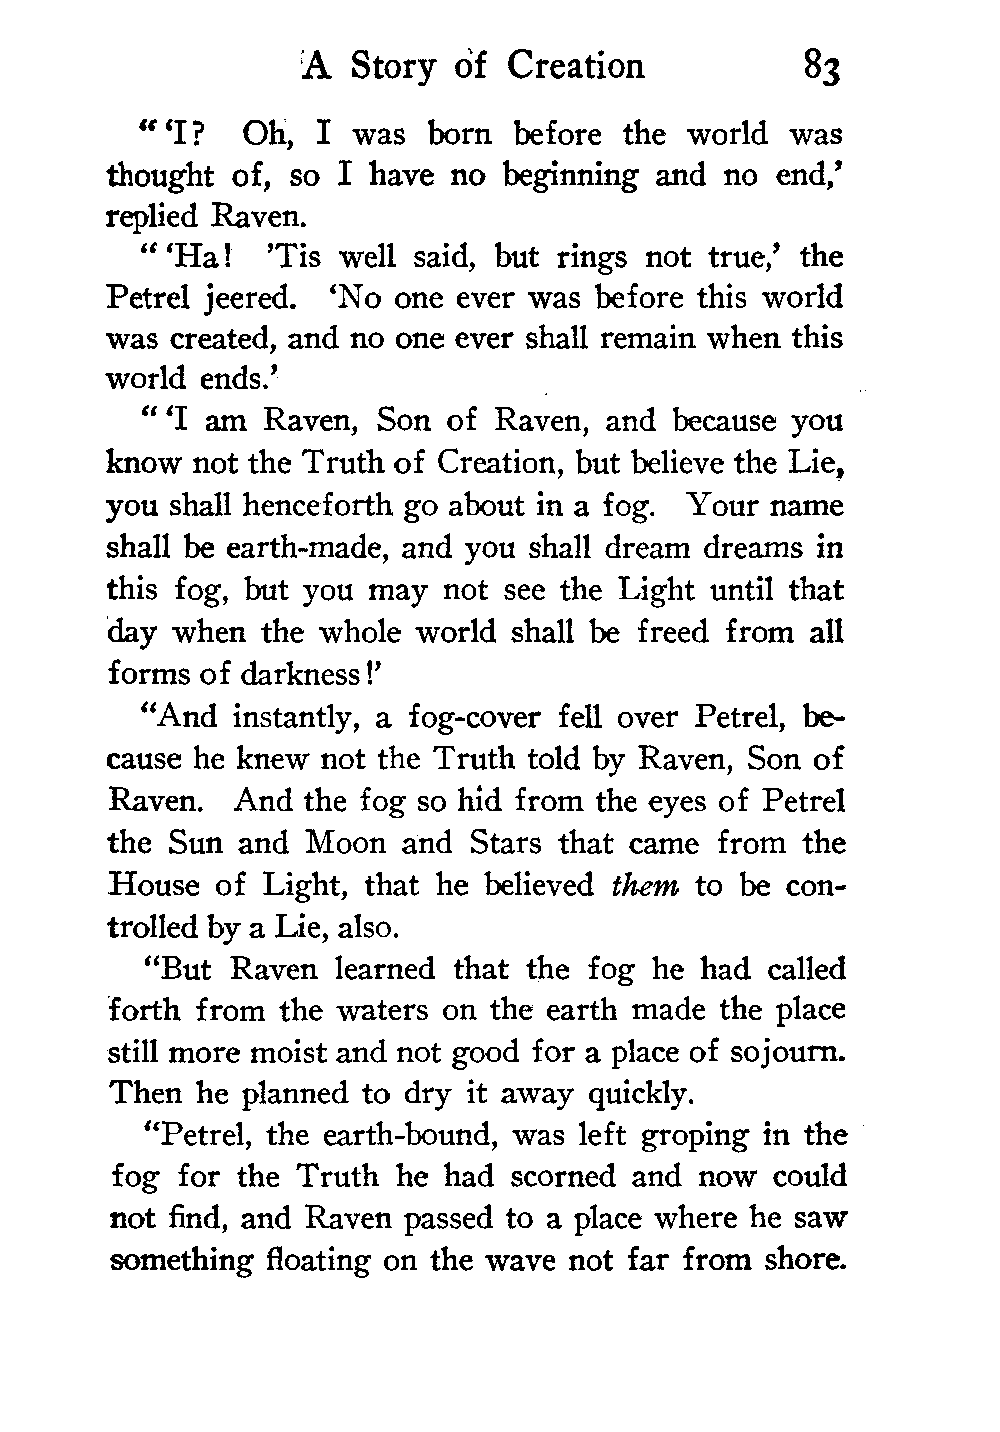 A Story of Creation 83
“ ‘I? Oh, I was born before the world was
thought of, so I have no beginning and no end,’
replied Raven.
“ ‘Ha! ’Tis well said, but rings not true,’ the
Petrel jeered. ‘No one ever was before this world
was created, and no one ever shall remain when this
world ends.’
“ ‘I am Raven, Son of Raven, and because you
know not the Truth of Creation, but believe the Lie,
you shall henceforth go about in a fog. Your name
shall be earth-made, and you shall dream dreams in
this fog, but you may not see the Light until that
day when the whole world shall be freed from all
forms of darkness!’
“And instantly, a fog-cover fell over Petrel, be-
cause he knew not the Truth told by Raven, Son of
Raven. And the fog so hid from the eyes of Petrel
the Sun and Moon and Stars that came from the
House of Light, that he believed them to be con-
trolled by a Lie, also.
“But Raven learned that the fog he had called
forth from the waters on the earth made the place
still more moist and not good for a place of sojourn.
Then he planned to dry it away quickly.
“Petrel, the earth-bound, was left groping in the
fog for the Truth he had scorned and now could
not find, and Raven passed to a place where he saw
something floating on the wave not far from shore.